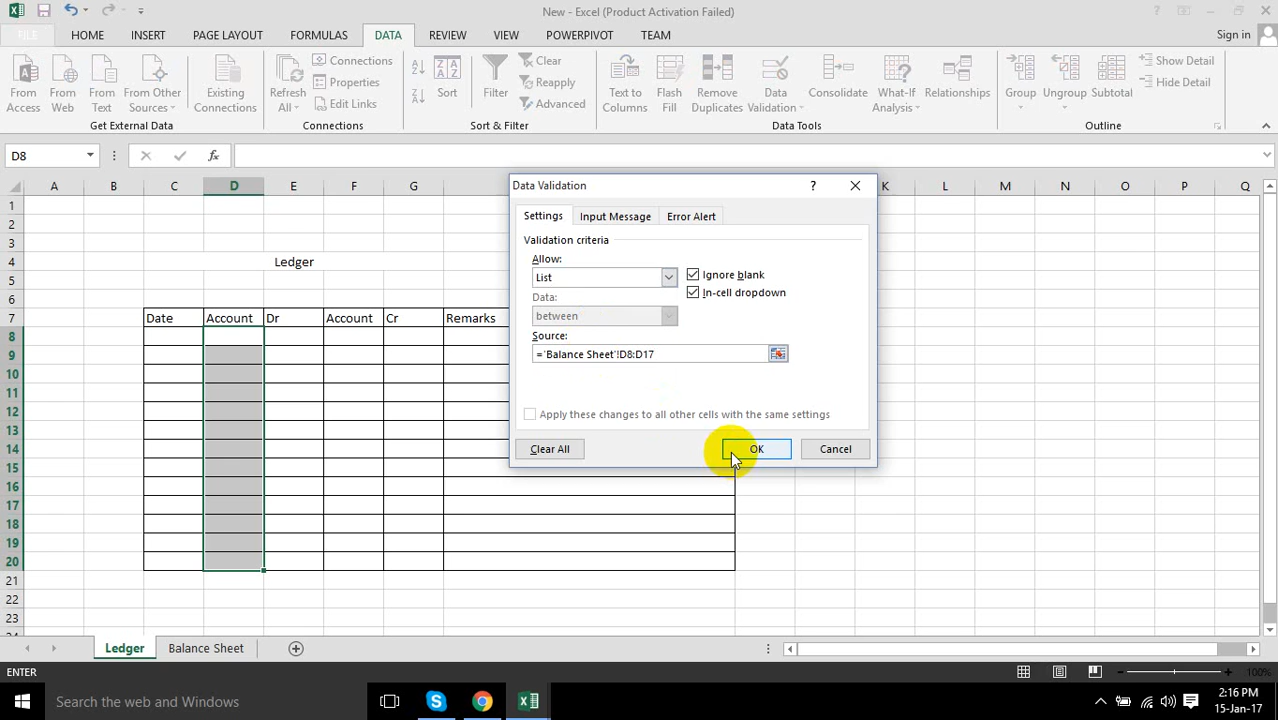 New - Excel (Product Activation Failed)
?
FILE
HOME
INSERT
PAGE LAYOUT
FORMULAS
DATA
REVIEW
VIEW
POWERPIVOT
TEAM
Sign in
From Access
From Web
From Text
From Other Sources
Existing Connections
Refresh All
Connections
Properties
Edit Links
Sort
Filter
Clear
Reapply
Advanced
Text to Columns
Flash Fill
Remove Duplicates
Data Validation
Consolidate
What-If Analysis
Relationships
Group
Ungroup
Subtotal
Show Detail
Hide Detail
Get External Data
Connections
Sort & Filter
Data Tools
Outline
D8
fx
A B C D E F G K L M N O P Q
1
2
3
4 Ledger
5
6
7 Date Account Dr Account Cr Remarks
8
9
10
11
12
13
14
15
16
17
18
19
20
21
22
23
24
Data Validation
?
Settings
Input Message
Error Alert
Validation criteria
Allow:
List
Ignore blank
In-cell dropdown
Data:
between
Source:
='Balance Sheet'!D8:D17
Apply these changes to all other cells with the same settings
Clear All
OK
Cancel
Ledger
Balance Sheet
ENTER
100%
Search the web and Windows
2:16 PM
15-Jan-17